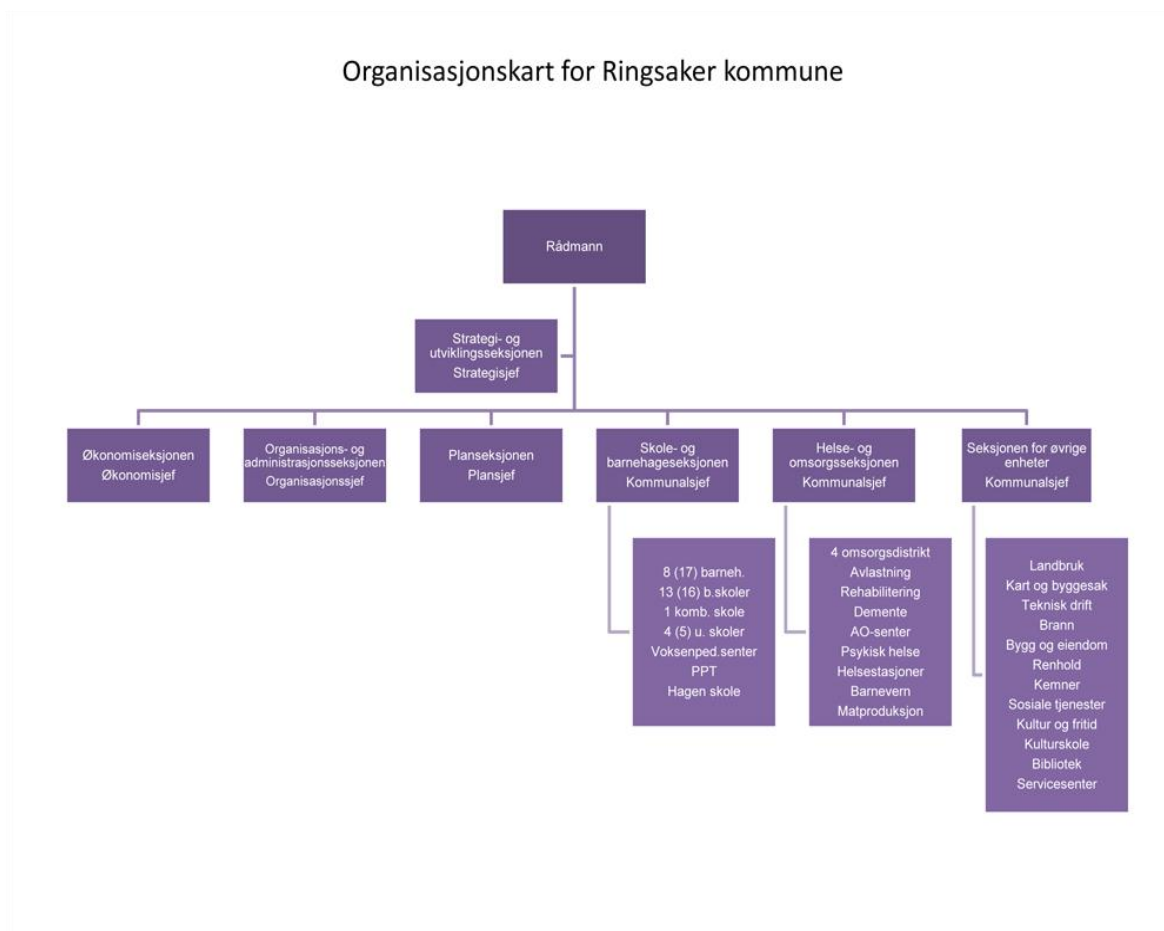 Organisasjonskart for Ringsaker kommune
Rådmann
Strategi- og
utviklingsseksjonen
Strategisjef
Økonomiseksjonen
Økonomisjef
Organisasjons- og
administrasjonsseksjonen
Organisasjonssjef
Planseksjonen
Plansjef
Skole- og
barnehageseksjonen
Kommunalsjef
Helse- og
omsorgsseksjonen
Kommunalsjef
Seksjonen for øvrige
enheter
Kommunalsjef
8 (17) barneh.
13 (16) b.skoler
1 komb. skole
4 (5) u. skoler
Voksenped.senter
PPT
Hagen skole
4 omsorgsdistrikt
Avlastning
Rehabilitering
Demente
AO-senter
Psykisk helse
Helsestasjoner
Barnevern
Matproduksjon
Landbruk
Kart og byggesak
Teknisk drift
Brann
Bygg og eiendom
Renhold
Kemner
Sosiale tjenester
Kultur og fritid
Kulturskole
Bibliotek
Servicesenter